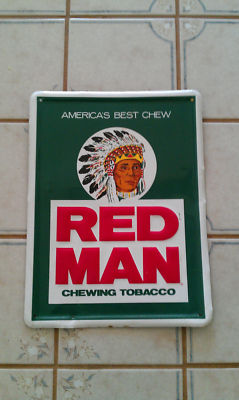 AMERICA'S BEST CHEW
RED
MAN
CHEWING TOBACCO